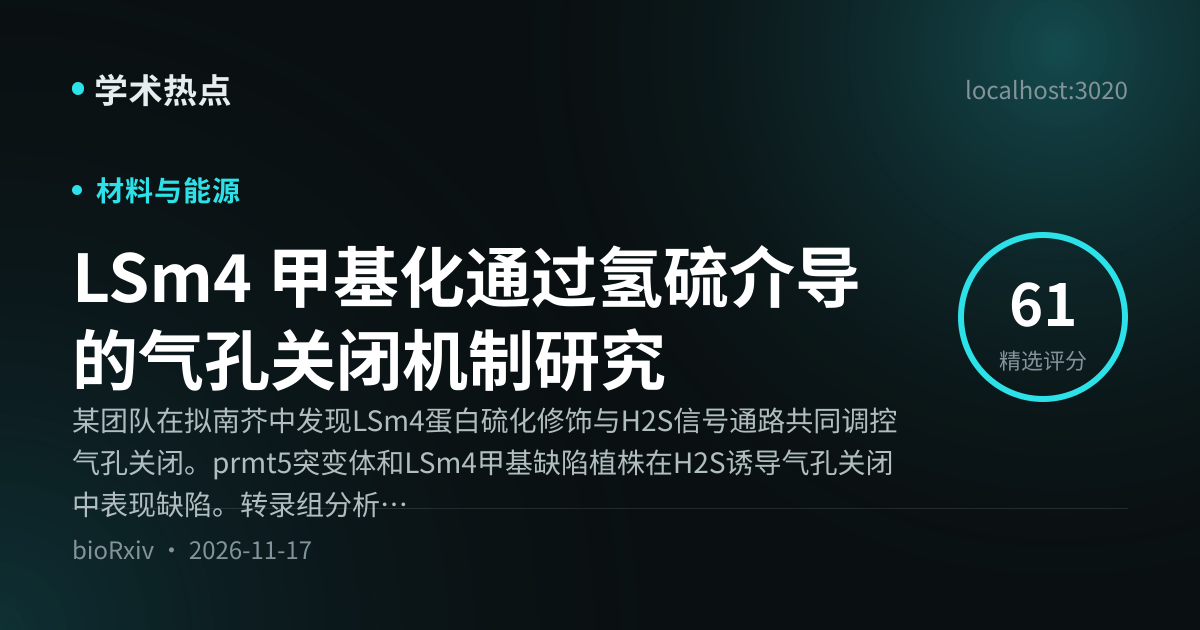 学术热点
localhost:3020
材料与能源
LSm4 甲基化通过氢硫介导
的气孔关闭机制研究
61
精选评分
某团队在拟南芥中发现LSm4蛋白硫化修饰与H2S信号通路共同调控
气孔关闭。prmt5突变体和LSm4甲基缺陷植株在H2S诱导气孔关闭
中表现缺陷。转录组分析…
bioRxiv • 2026-11-17